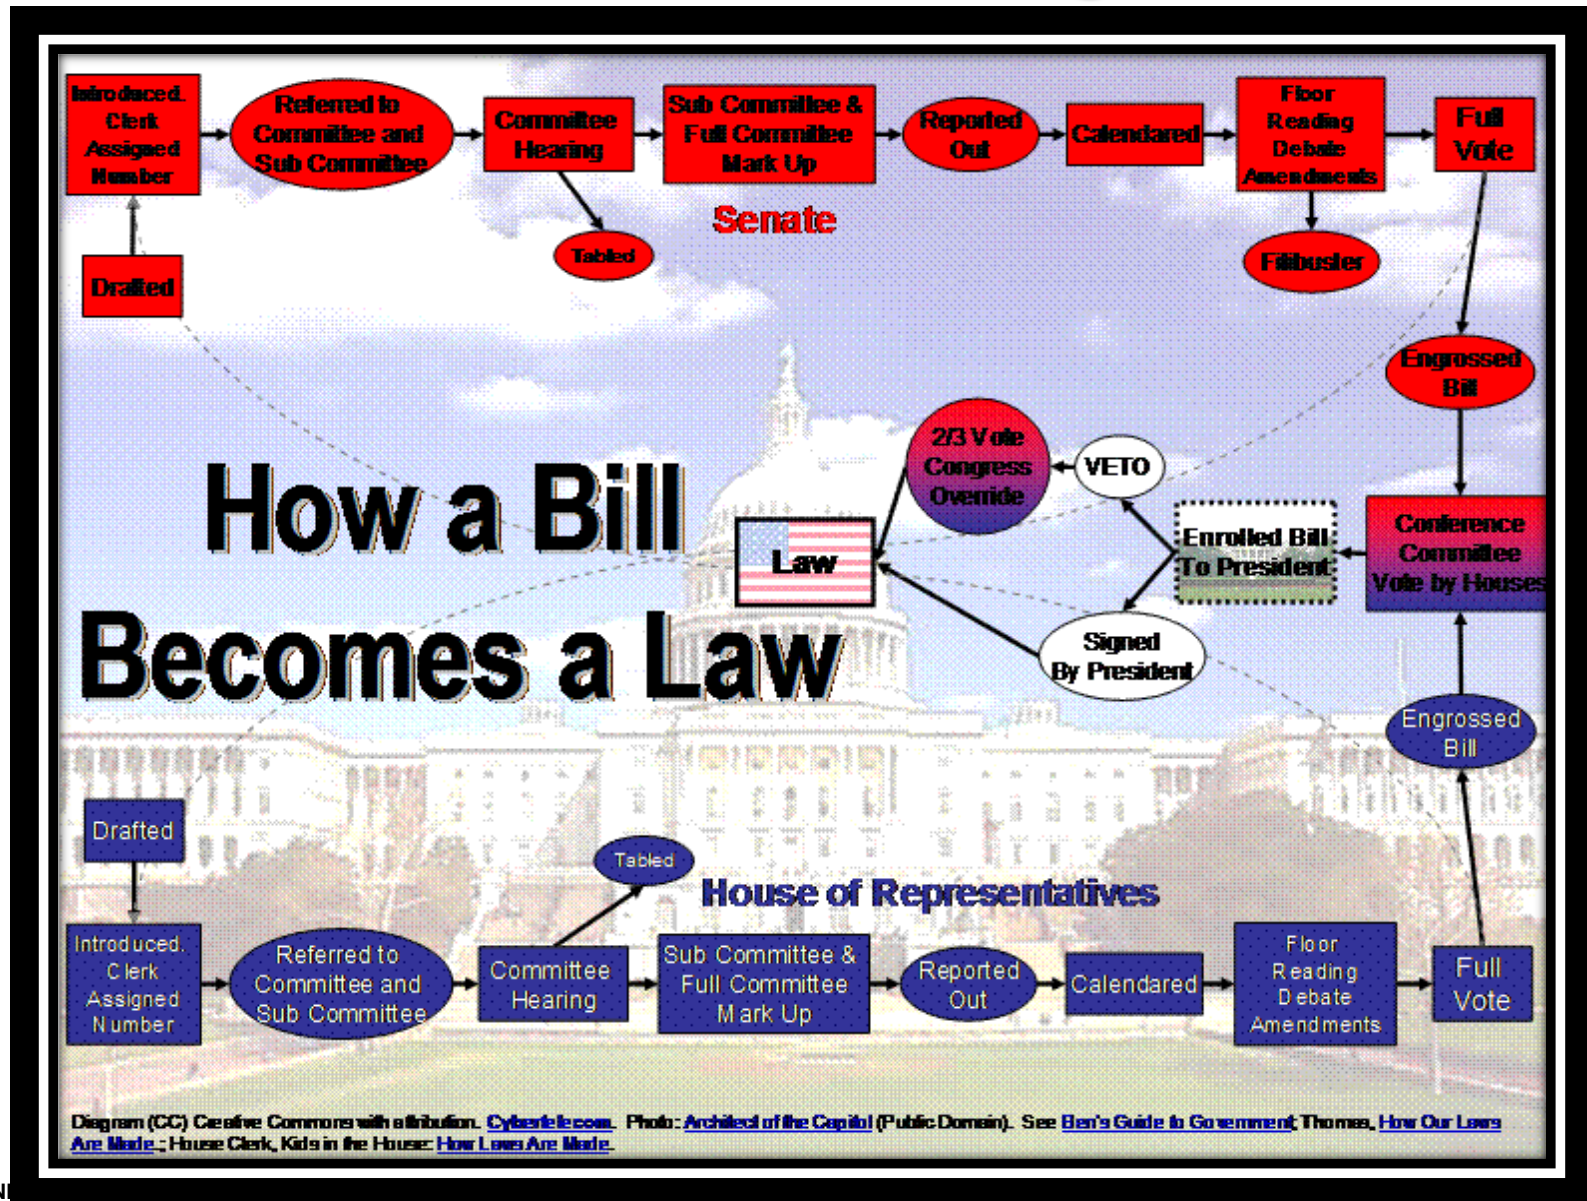 Introduced.
Clerk
Assigned
Number
Referred to
Committee and
Sub Committee
Committee
Hearing
Sub Committee &
Full Committee
Mark Up
Reported
Out
Calendared
Floor
Reading
Debate
Amendments
Full
Vote
Senate
Tabled
Filibuster
Drafted
Engrossed
Bill
2/3 Vote
Congress
Override
VETO
How a Bill
Becomes a Law
Law
Enrolled Bill
To President
Conference
Committee
Vote by Houses
Signed
By President
Engrossed
Bill
Drafted
Tabled
House of Representatives
Introduced.
Clerk
Assigned
Number
Referred to
Committee and
Sub Committee
Committee
Hearing
Sub Committee &
Full Committee
Mark Up
Reported
Out
Calendared
Floor
Reading
Debate
Amendments
Full
Vote
Diagram (CC) Creative Commons with attribution. Cybertelecom. Photo: Architect of the Capitol (Public Domain). See Ben's Guide to Government; Thomas, How Our Laws
Are Made.; House Clerk, Kids in the House: How Laws Are Made.